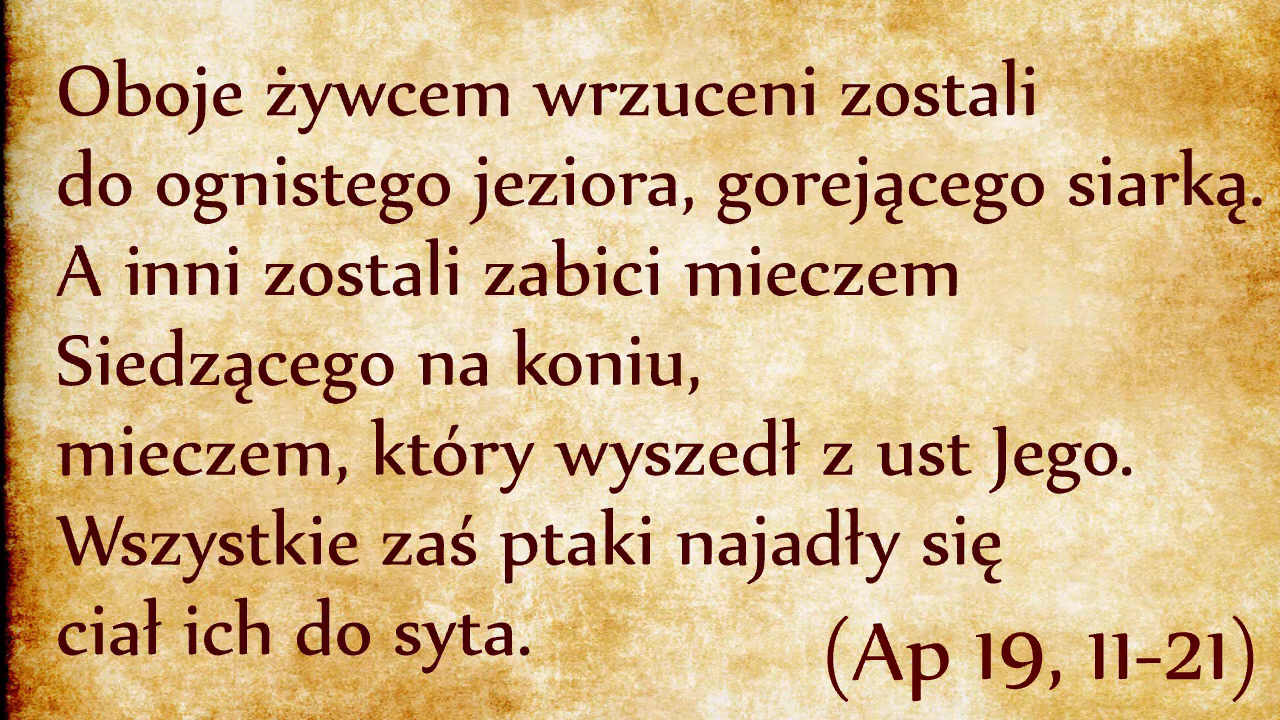 Oboje żywcem wrzuceni zostali
do ognistego jeziora, gorejącego siarką.
A inni zostali zabici mieczem
Siedzącego na koniu,
mieczem, który wyszedł z ust Jego.
Wszystkie zaś ptaki najadły się
ciał ich do syta.
(Ap 19, 11-21)